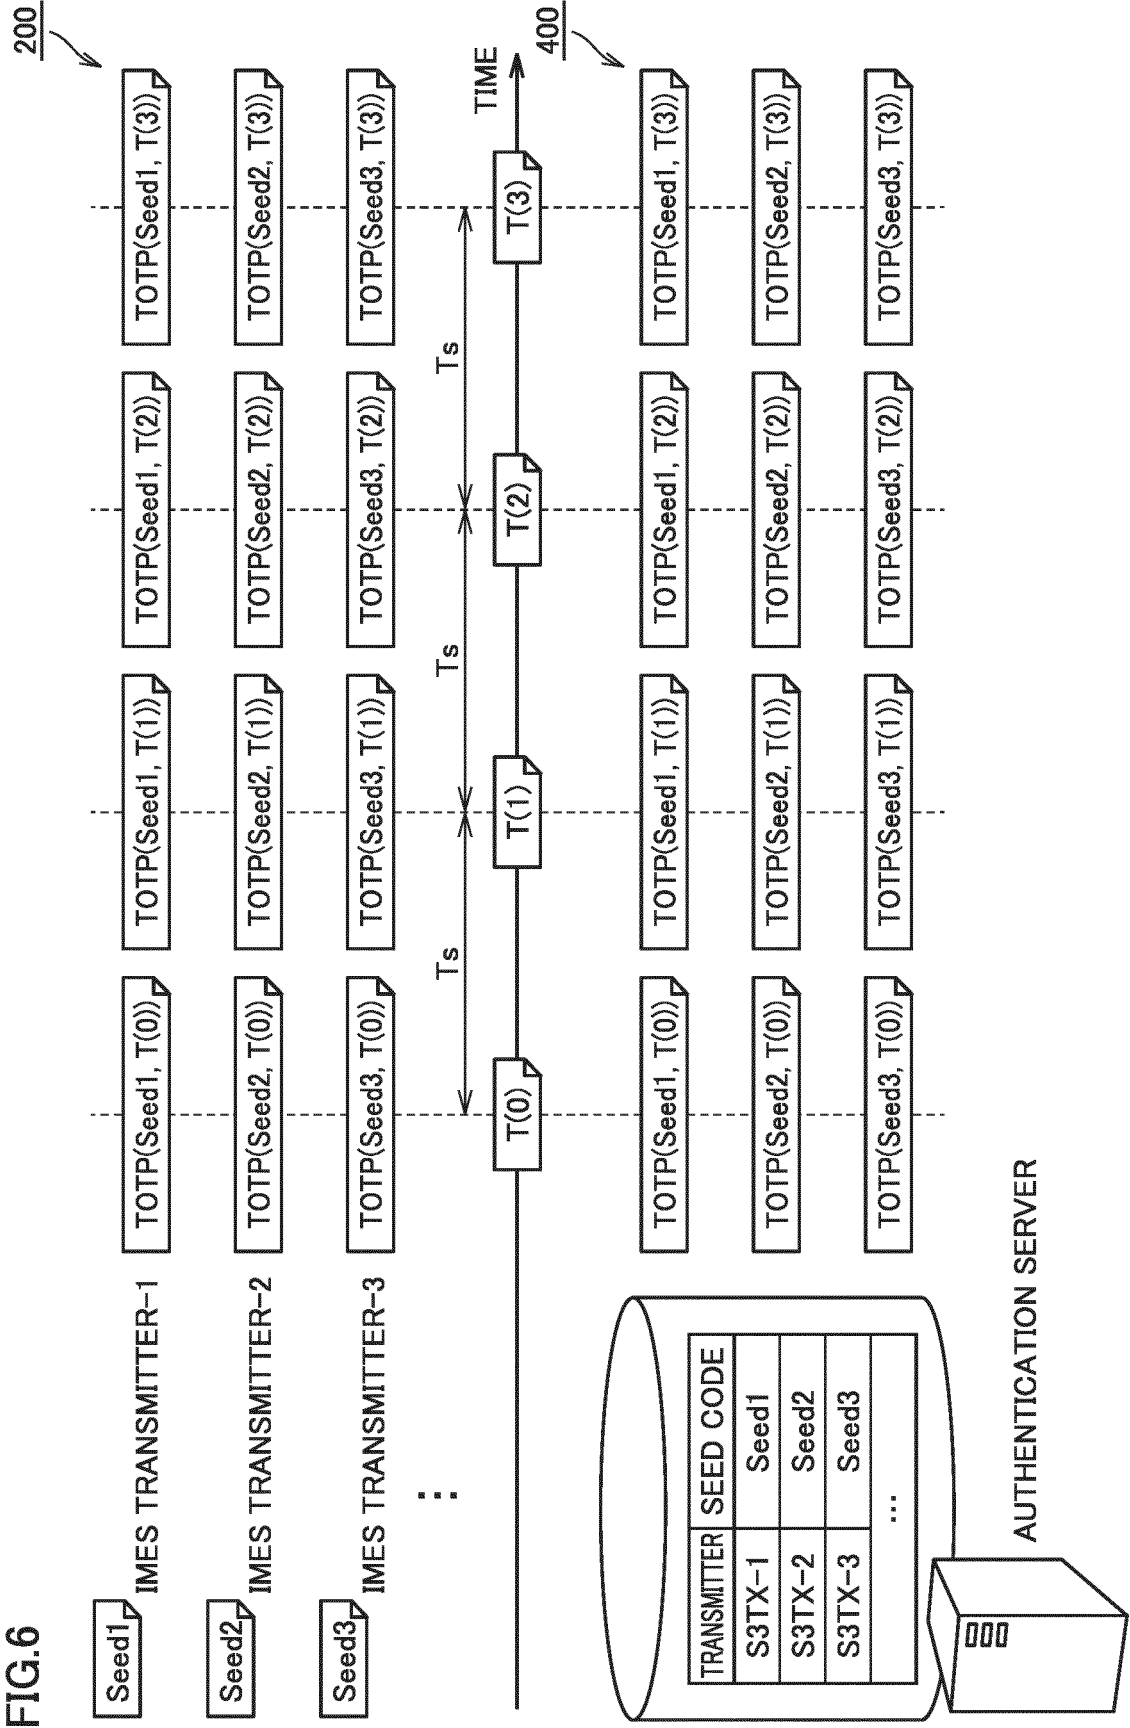 FIG.6
200
Seed1
IMES TRANSMITTER-1
TOTP(Seed1, T(0))
TOTP(Seed1, T(1))
TOTP(Seed1, T(2))
TOTP(Seed1, T(3))
Seed2
IMES TRANSMITTER-2
TOTP(Seed2, T(0))
TOTP(Seed2, T(1))
TOTP(Seed2, T(2))
TOTP(Seed2, T(3))
Seed3
IMES TRANSMITTER-3
TOTP(Seed3, T(0))
TOTP(Seed3, T(1))
TOTP(Seed3, T(2))
TOTP(Seed3, T(3))
...
Ts
Ts
Ts
TIME
T(0)
T(1)
T(2)
T(3)
400
TRANSMITTER SEED CODE
S3TX-1 Seed1
S3TX-2 Seed2
S3TX-3 Seed3
...
TOTP(Seed1, T(0))
TOTP(Seed1, T(1))
TOTP(Seed1, T(2))
TOTP(Seed1, T(3))
TOTP(Seed2, T(0))
TOTP(Seed2, T(1))
TOTP(Seed2, T(2))
TOTP(Seed2, T(3))
TOTP(Seed3, T(0))
TOTP(Seed3, T(1))
TOTP(Seed3, T(2))
TOTP(Seed3, T(3))
AUTHENTICATION SERVER